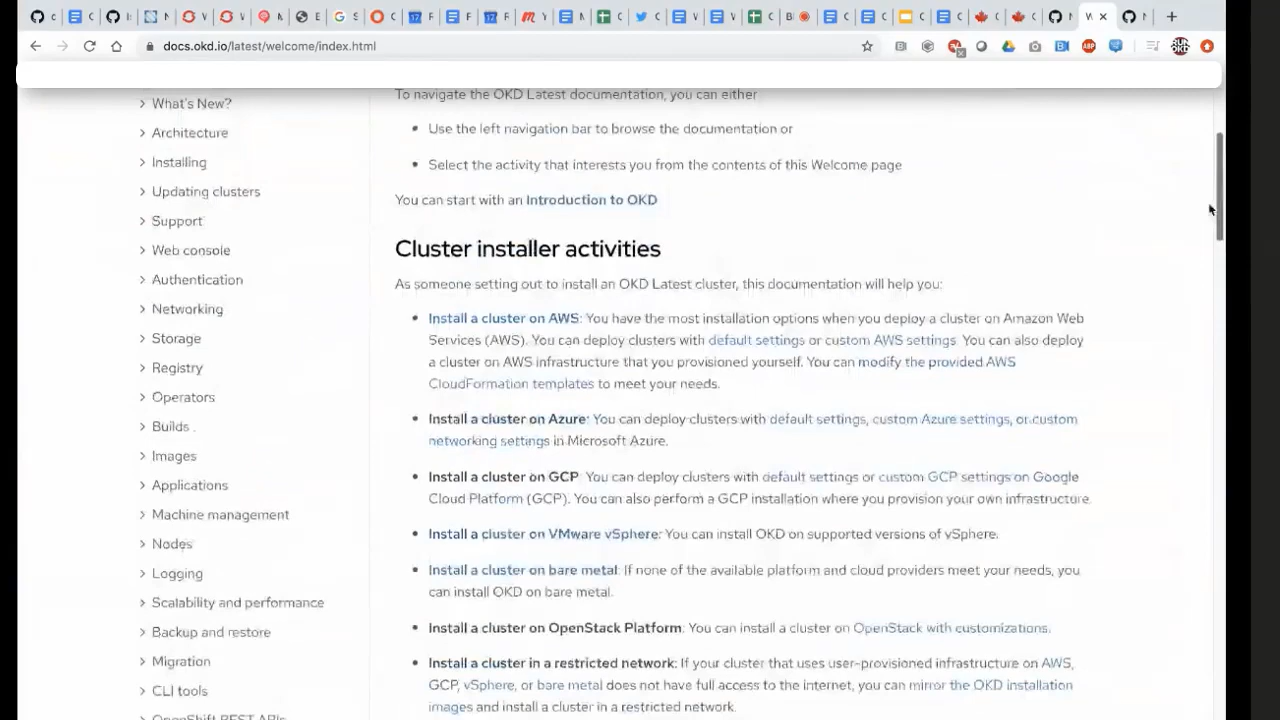 docs.okd.io/latest/welcome/index.html
What's New?
Architecture
Installing
Updating clusters
Support
Web console
Authentication
Networking
Storage
Registry
Operators
Builds
Images
Applications
Machine management
Nodes
Logging
Scalability and performance
Backup and restore
Migration
CLI tools
OpenShift REST APIs
To navigate the OKD Latest documentation, you can either
Use the left navigation bar to browse the documentation or
Select the activity that interests you from the contents of this Welcome page
You can start with an Introduction to OKD
Cluster installer activities
As someone setting out to install an OKD Latest cluster, this documentation will help you:
Install a cluster on AWS: You have the most installation options when you deploy a cluster on Amazon Web
Services (AWS). You can deploy clusters with default settings or custom AWS settings. You can also deploy
a cluster on AWS infrastructure that you provisioned yourself. You can modify the provided AWS
CloudFormation templates to meet your needs.
Install a cluster on Azure: You can deploy clusters with default settings, custom Azure settings, or custom
networking settings in Microsoft Azure.
Install a cluster on GCP: You can deploy clusters with default settings or custom GCP settings on Google
Cloud Platform (GCP). You can also perform a GCP installation where you provision your own infrastructure.
Install a cluster on VMware vSphere: You can install OKD on supported versions of vSphere.
Install a cluster on bare metal: If none of the available platform and cloud providers meet your needs, you
can install OKD on bare metal.
Install a cluster on OpenStack Platform: You can install a cluster on OpenStack with customizations.
Install a cluster in a restricted network: If your cluster that uses user-provisioned infrastructure on AWS,
GCP, vSphere, or bare metal does not have full access to the internet, you can mirror the OKD installation
images and install a cluster in a restricted network.